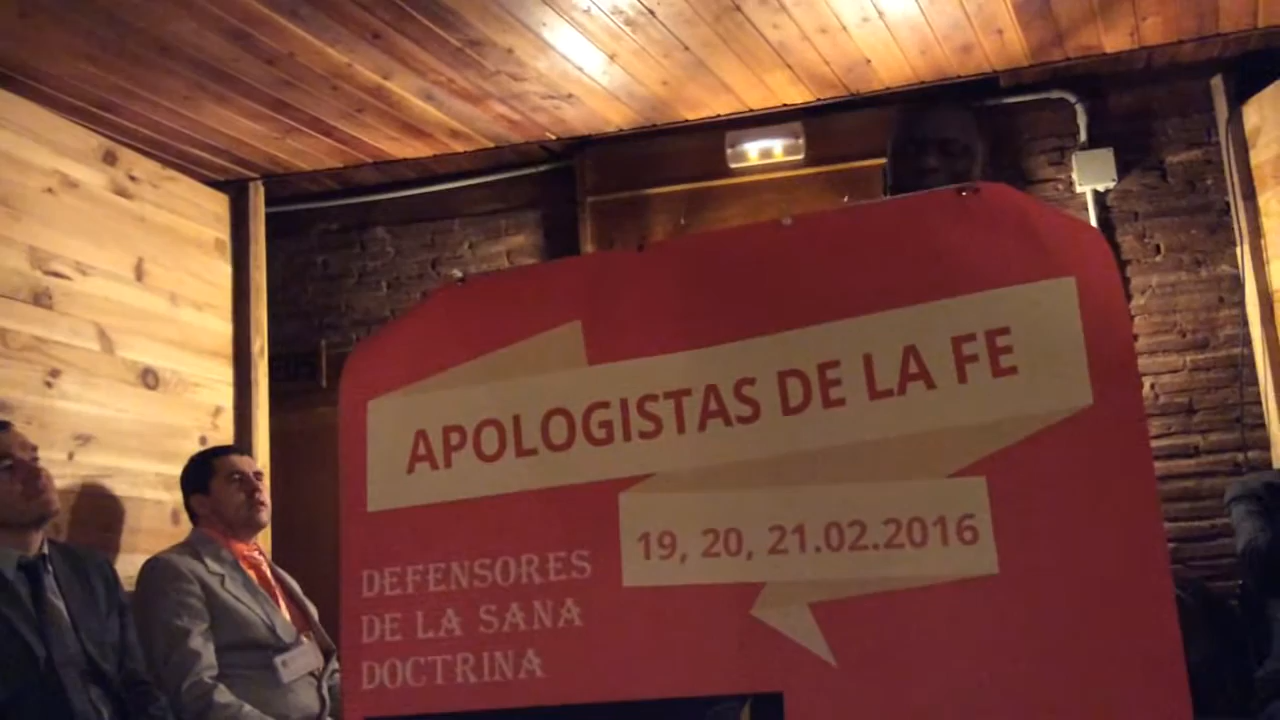 APOLOGISTAS DE LA FE
19, 20, 21.02.2016
DEFENSORES
DE LA SANA
DOCTRINA